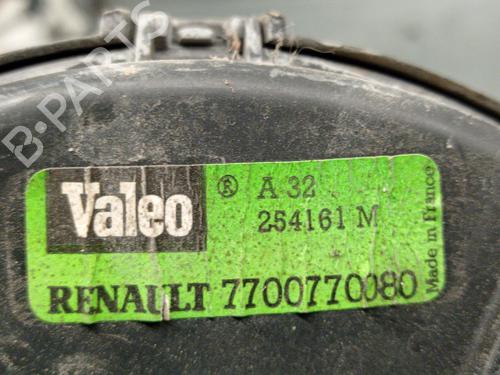 B-PARTS
Valeo ® A 32
254161 M
RENAULT 7700770080
Made in France